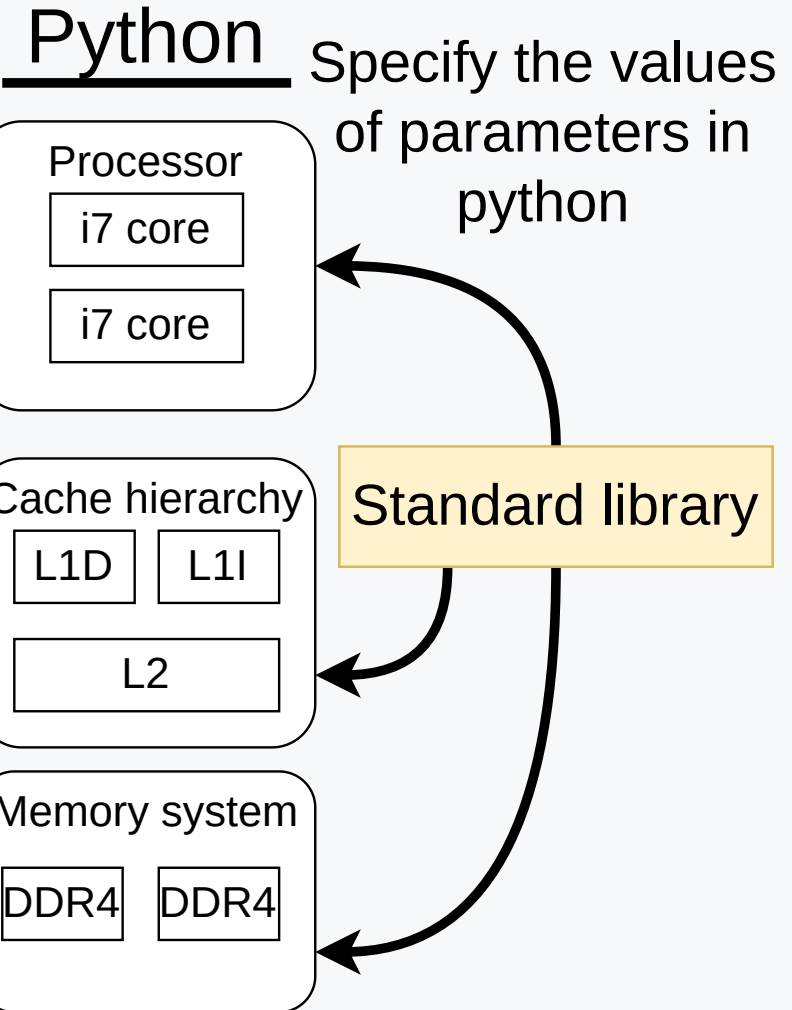 Python
Specify the values
of parameters in
python
Processor
i7 core
i7 core
Standard library
Cache hierarchy
L1D
L1I
L2
Memory system
DDR4
DDR4